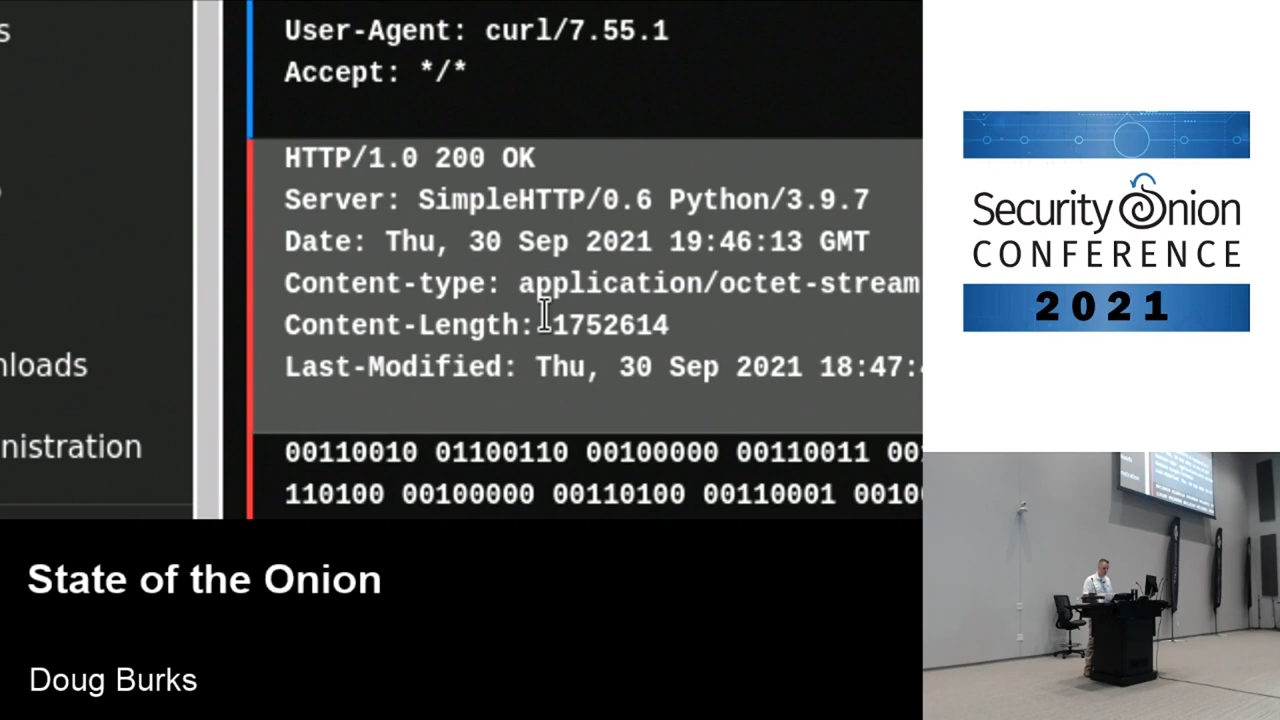 s
User-Agent: curl/7.55.1
Accept: */*
HTTP/1.0 200 OK
Server: SimpleHTTP/0.6 Python/3.9.7
Date: Thu, 30 Sep 2021 19:46:13 GMT
Content-type: application/octet-stream
Content-Length: 1752614
Last-Modified: Thu, 30 Sep 2021 18:47:
nloads
nistration
00110010 01100110 00100000 00110011 00
110100 00100000 00110100 00110001 0010
State of the Onion
Doug Burks
Security Onion
CONFERENCE
2021